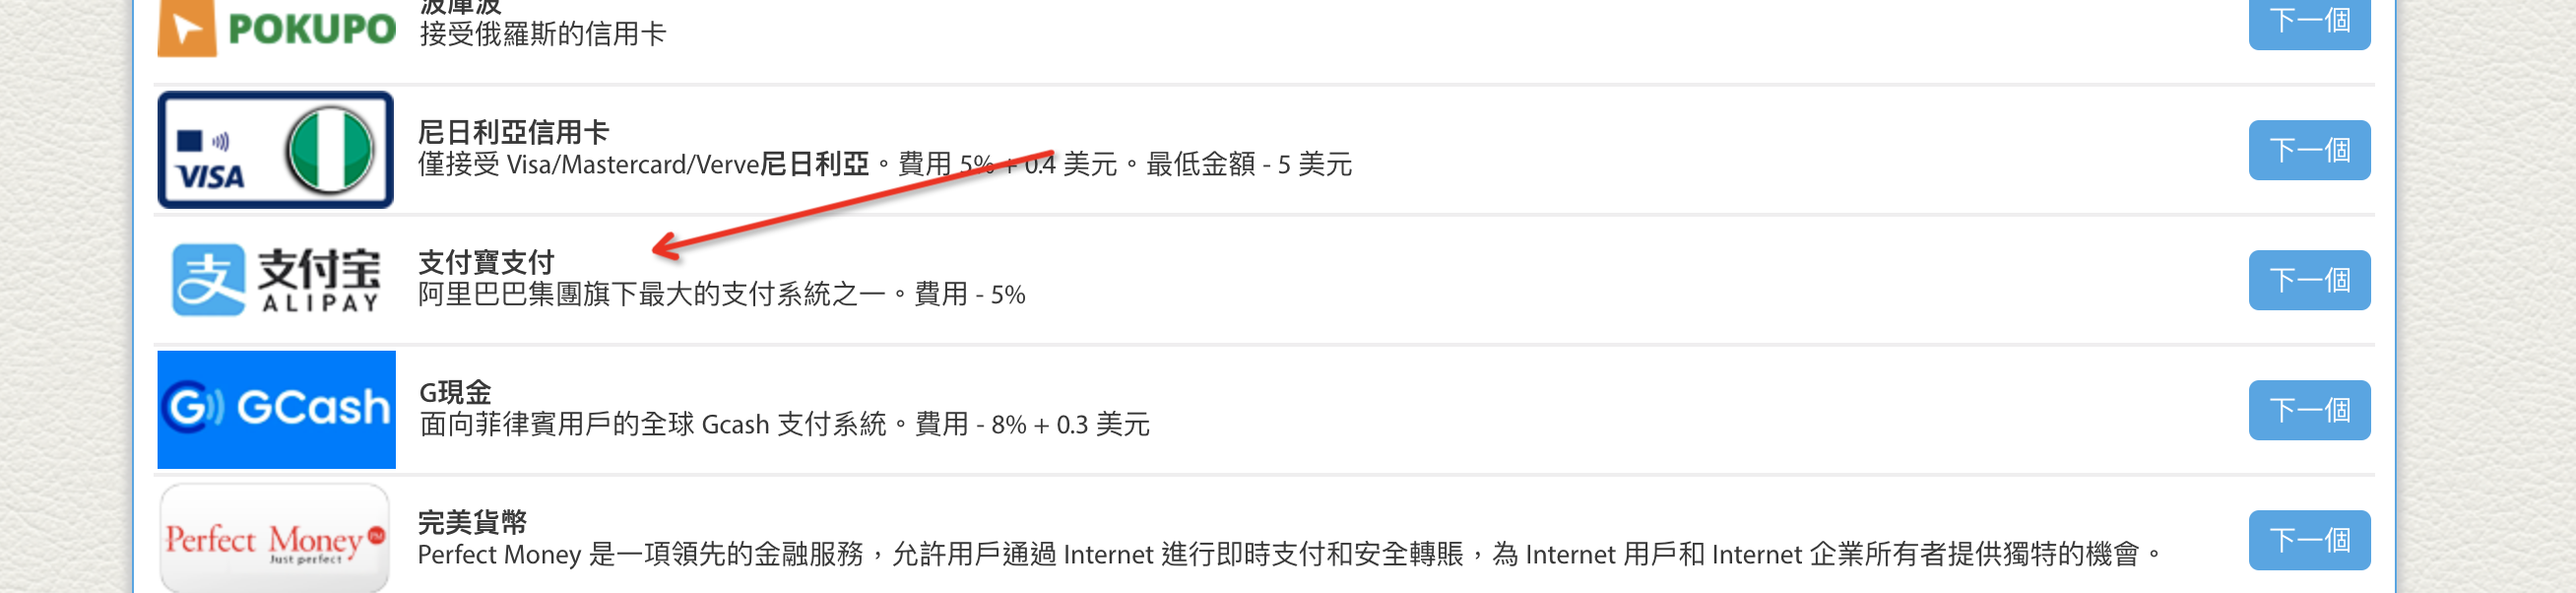 波庫波
POKUPO
接受俄羅斯的信用卡
下一個
VISA
尼日利亞信用卡
僅接受 Visa/Mastercard/Verve尼日利亞。費用 5% + 0.4 美元。最低金額 - 5 美元
下一個
支 支付宝
ALIPAY
支付寶支付
阿里巴巴集團旗下最大的支付系統之一。費用 - 5%
下一個
G GCash
G現金
面向菲律賓用戶的全球 Gcash 支付系統。費用 - 8% + 0.3 美元
下一個
Perfect Money PM
Just perfect
完美貨幣
Perfect Money 是一項領先的金融服務，允許用戶通過 Internet 進行即時支付和安全轉賬，為 Internet 用戶和 Internet 企業所有者提供獨特的機會。
下一個